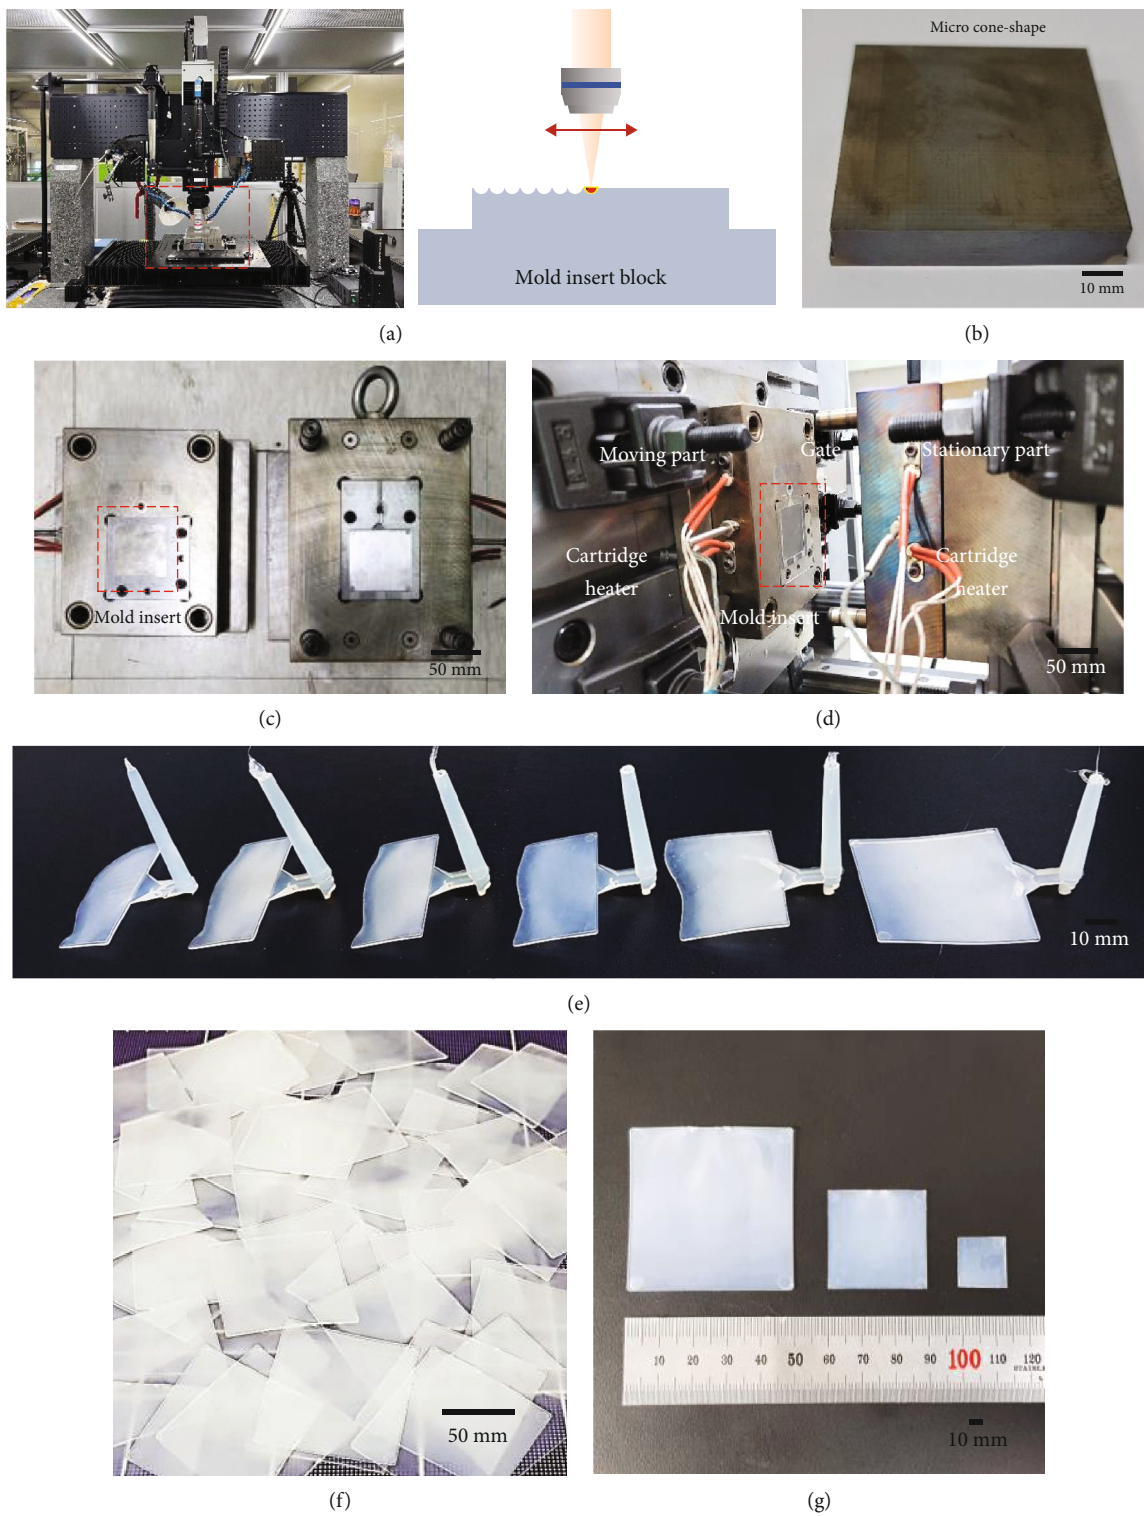 Mold insert block
(a)
Micro cone-shape
10 mm
(b)
Mold insert
50 mm
(c)
Moving part
Gate
Stationary part
Cartridge
heater
Cartridge
heater
Mold insert
50 mm
(d)
10 mm
(e)
50 mm
(f)
10 20 30 40 50 60 70 80 90 100 110 120
10 mm
(g)